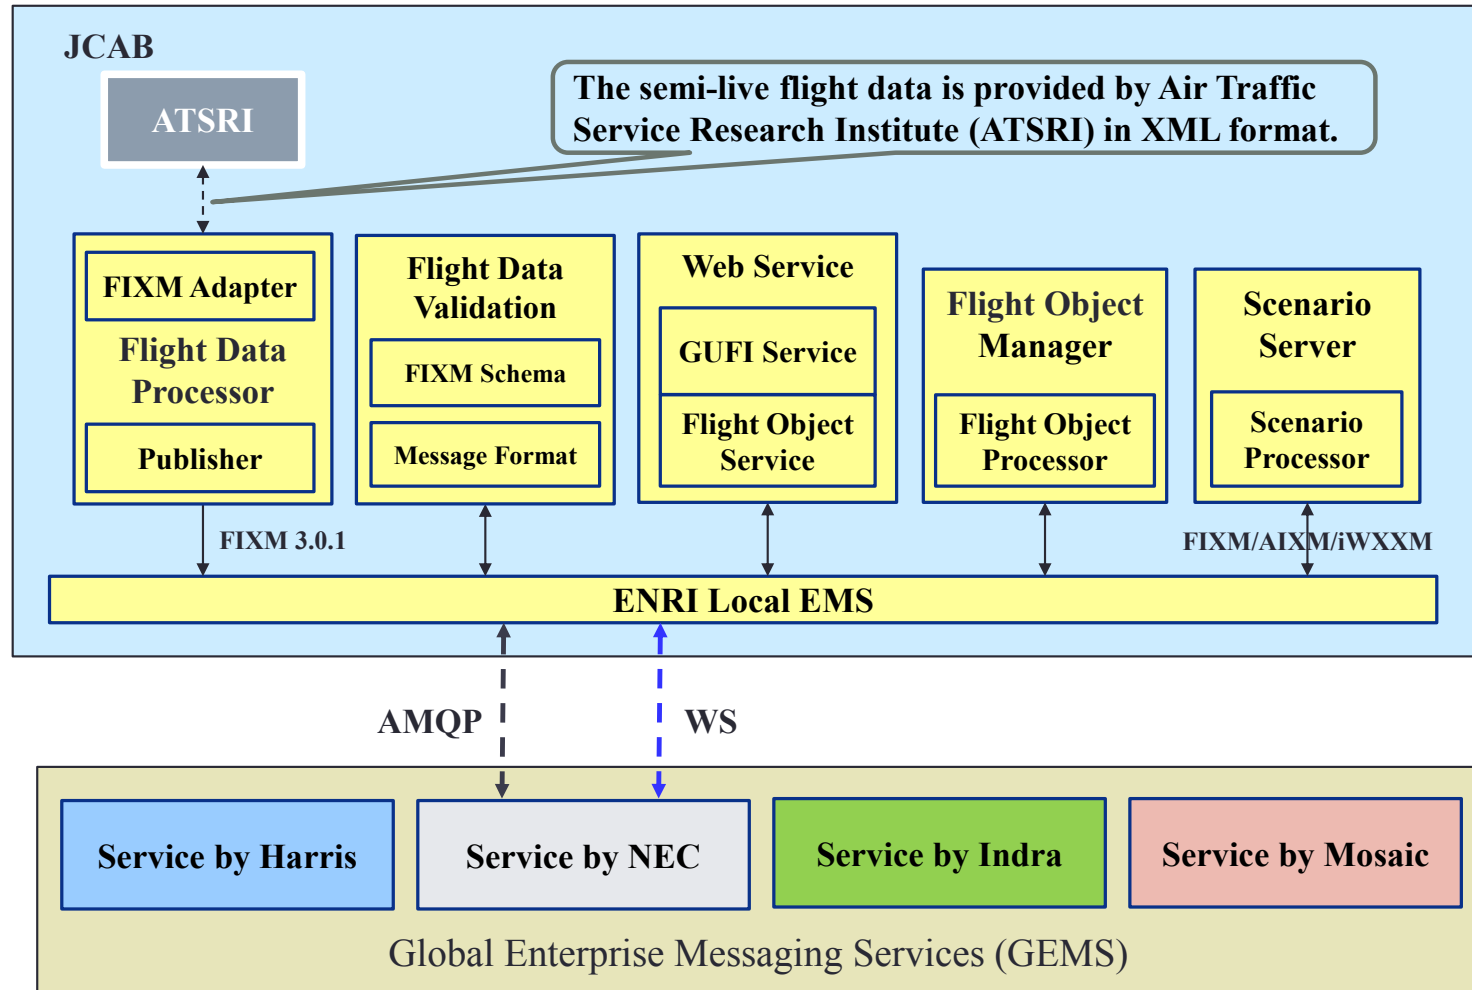 JCAB
ATSRI
The semi-live flight data is provided by Air Traffic
Service Research Institute (ATSRI) in XML format.
FIXM Adapter
Flight Data
Processor
Publisher
Flight Data
Validation
FIXM Schema
Message Format
Web Service
GUFI Service
Flight Object
Service
Flight Object
Manager
Flight Object
Processor
Scenario
Server
Scenario
Processor
FIXM 3.0.1
FIXM/AIXM/iWXXM
ENRI Local EMS
AMQP
WS
Service by Harris
Service by NEC
Service by Indra
Service by Mosaic
Global Enterprise Messaging Services (GEMS)